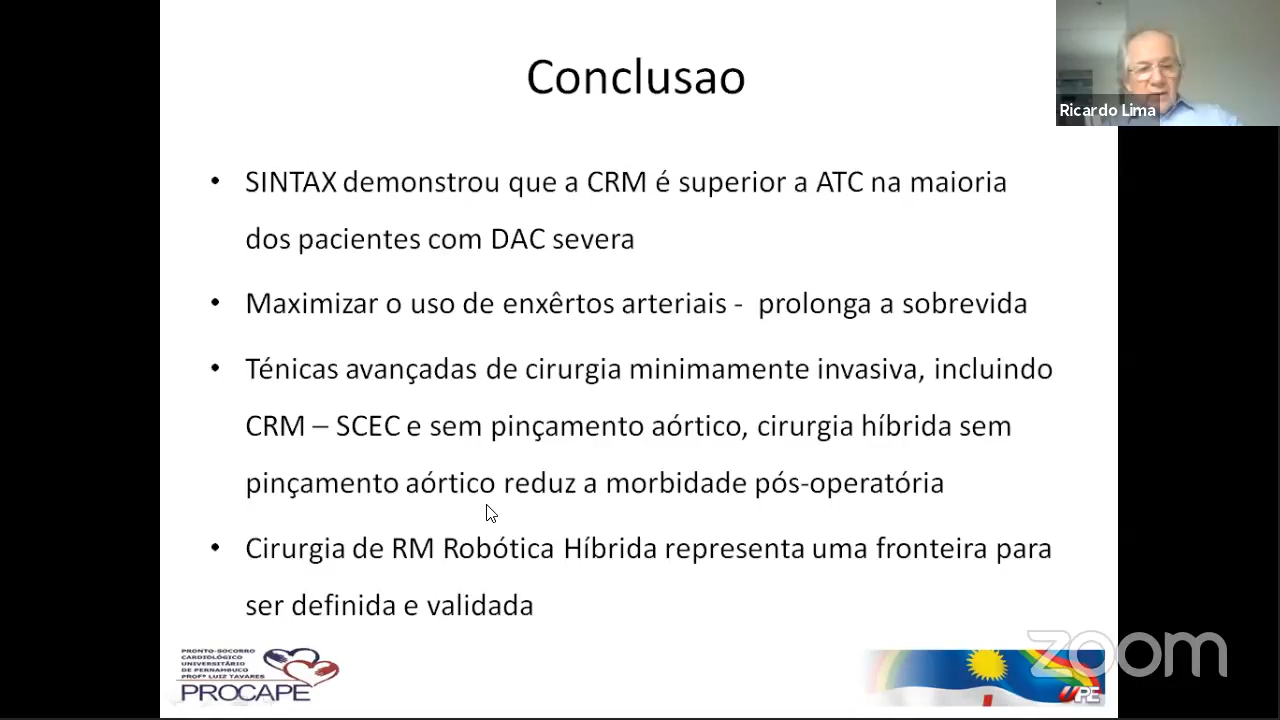 Conclusao
Ricardo Lima
• SINTAX demonstrou que a CRM é superior a ATC na maioria
dos pacientes com DAC severa
• Maximizar o uso de enxêrtos arteriais - prolonga a sobrevida
• Ténicas avançadas de cirurgia minimamente invasiva, incluindo
CRM – SCEC e sem pinçamento aórtico, cirurgia híbrida sem
pinçamento aórtico reduz a morbidade pós-operatória
• Cirurgia de RM Robótica Híbrida representa uma fronteira para
ser definida e validada
PRONTO-SOCORRO
CARDIOLÓGICO
UNIVERSITÁRIO
DE PERNAMBUCO
PROFº LUIZ TAVARES
PROCAPE
UPE
zoom